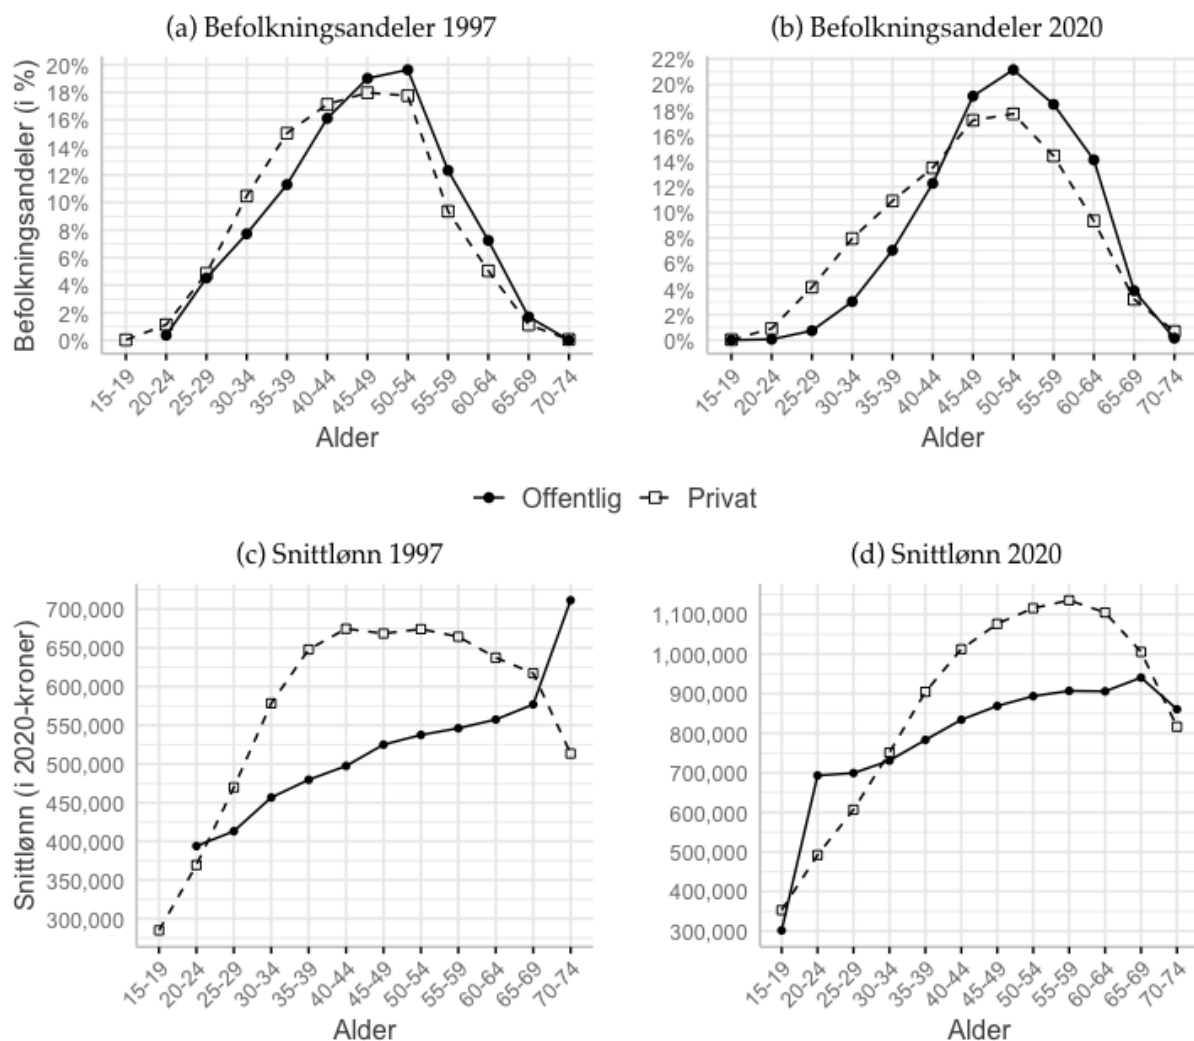 (a) Befolkningsandeler 1997
Befolkningsandeler (i %)
20%
18%
16%
14%
12%
10%
8%
6%
4%
2%
0%
15-19 20-24 25-29 30-34 35-39 40-44 45-49 50-54 55-59 60-64 65-69 70-74
Alder
(b) Befolkningsandeler 2020
22%
20%
18%
16%
14%
12%
10%
8%
6%
4%
2%
0%
15-19 20-24 25-29 30-34 35-39 40-44 45-49 50-54 55-59 60-64 65-69 70-74
Alder
Offentlig Privat
(c) Snittlønn 1997
Snittlønn (i 2020-kroner)
700,000
650,000
600,000
550,000
500,000
450,000
400,000
350,000
300,000
15-19 20-24 25-29 30-34 35-39 40-44 45-49 50-54 55-59 60-64 65-69 70-74
Alder
(d) Snittlønn 2020
1,100,000
1,000,000
900,000
800,000
700,000
600,000
500,000
400,000
300,000
15-19 20-24 25-29 30-34 35-39 40-44 45-49 50-54 55-59 60-64 65-69 70-74
Alder